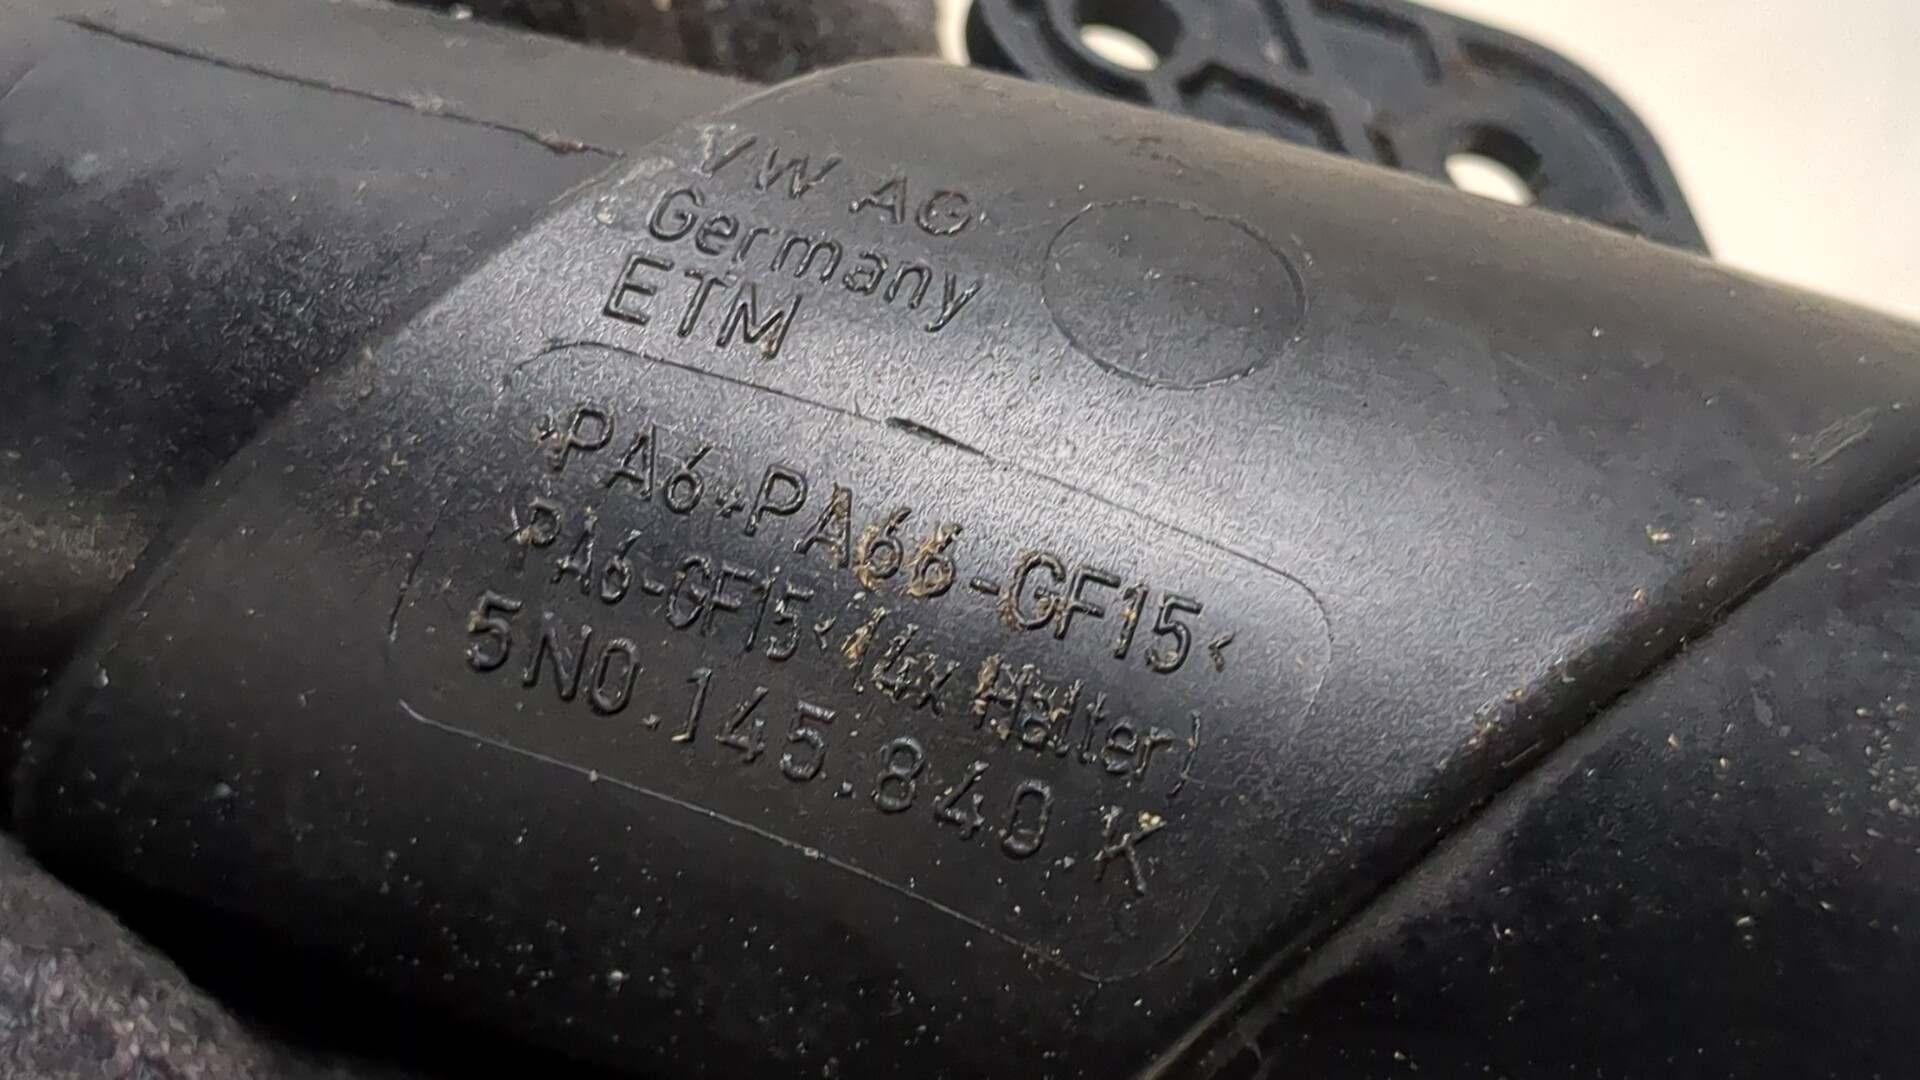 VW AG
Germany
ETM
>PA6+PA66-GF15<
>PA6-GF15< (4x Halter)
5N0.145.840 K